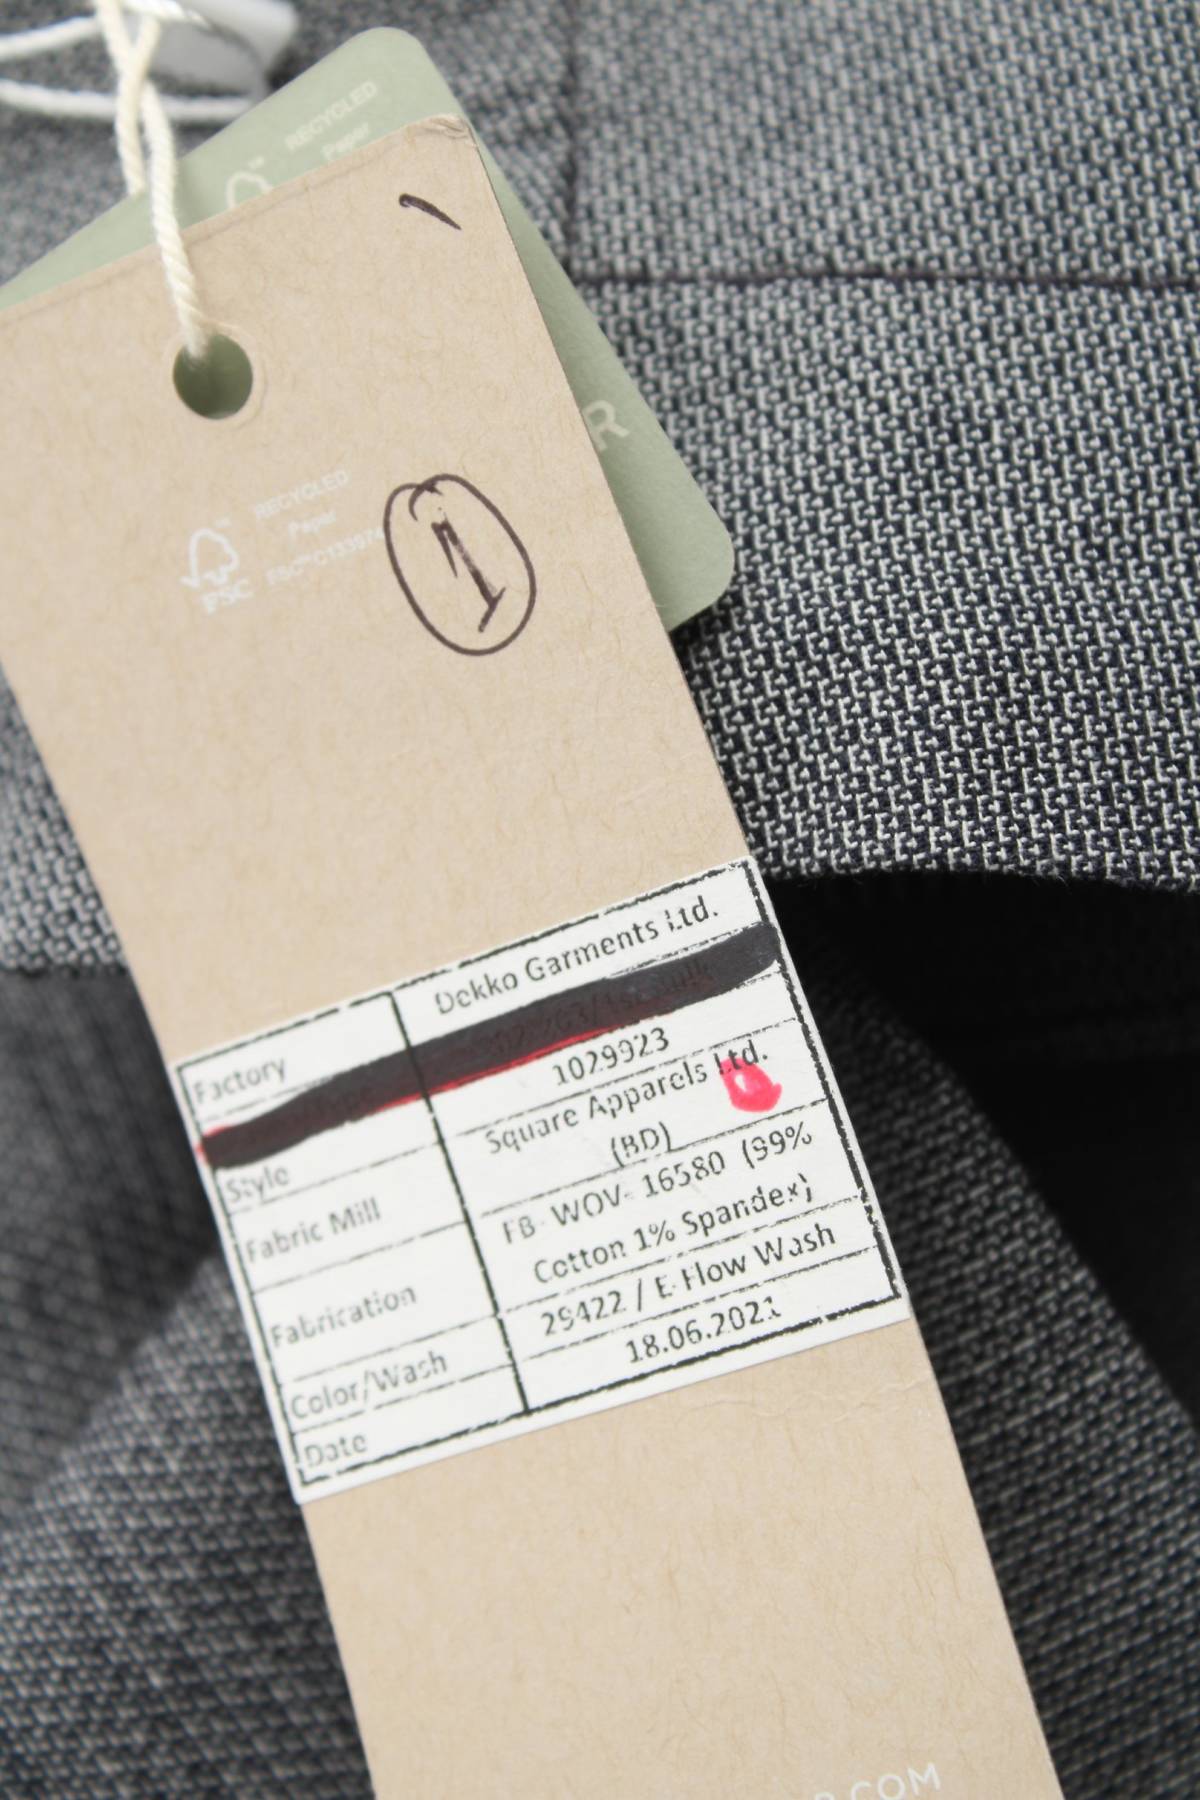 RECYCLED
Paper
R
1
RECYCLED
Paper
FSC
Factory
Dekko Garments Ltd.
Style
1029923
Fabric Mill
Square Apparels Ltd.
(BD)
Fabrication
FB- WOV- 16580 (99%
Cotton 1% Spandex)
Color/Wash
29422 / E-Flow Wash
Date
18.06.2021
.COM